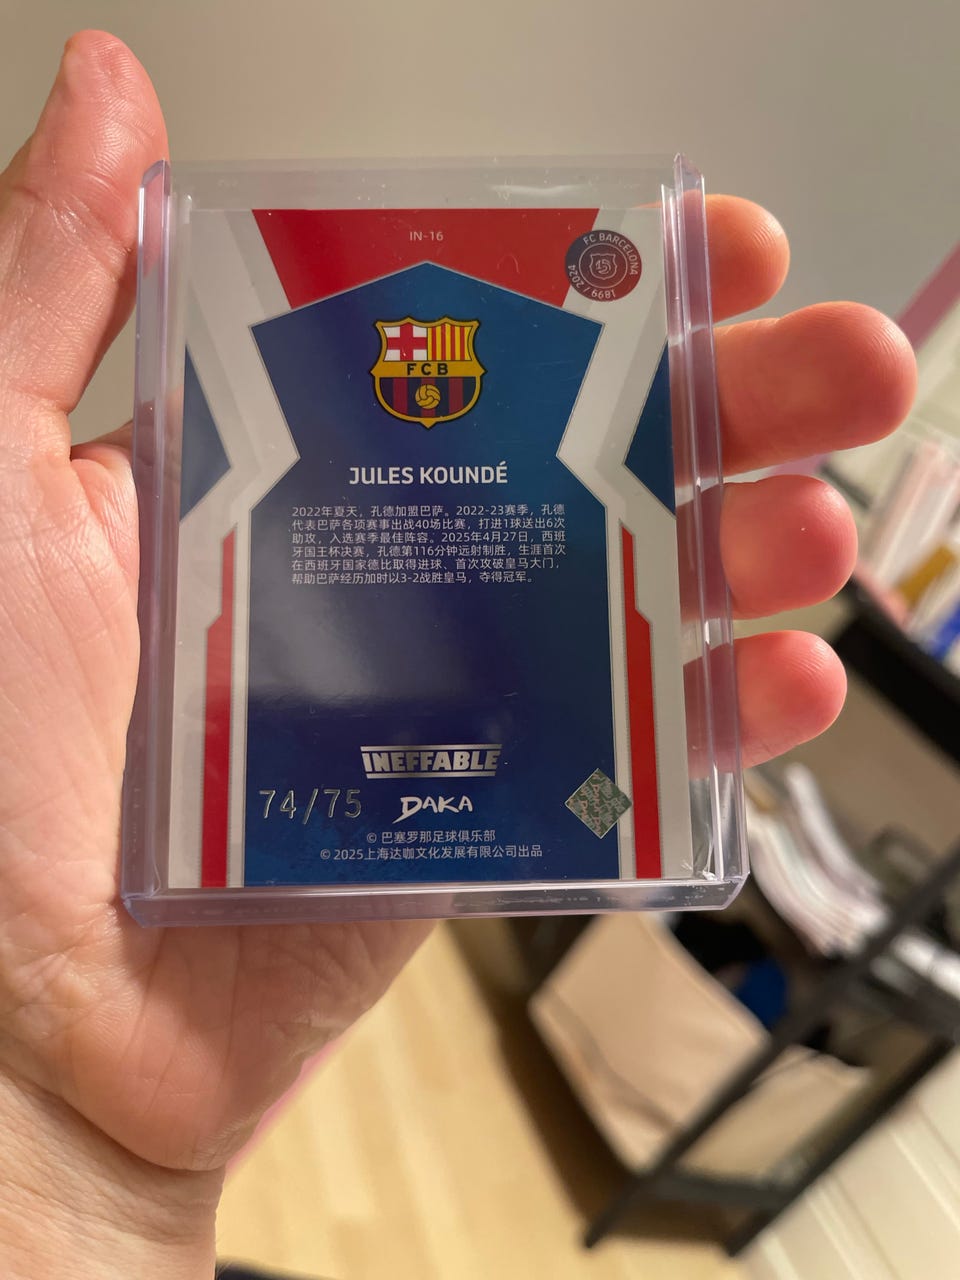 IN-16
FC BARCELONA
1899 / 2024
FCB
JULES KOUNDÉ
2022年夏天，孔德加盟巴萨。2022-23赛季，孔德
代表巴萨各项赛事出战40场比赛，打进1球送出6次
助攻，入选赛季最佳阵容。2025年4月27日，西班
牙国王杯决赛，孔德第116分钟远射制胜，生涯首次
在西班牙国家德比取得进球、首次攻破皇马大门，
帮助巴萨经历加时以3-2战胜皇马，夺得冠军。
INEFFABLE
74/75
DAKA
© 巴塞罗那足球俱乐部
© 2025上海达咖文化发展有限公司出品